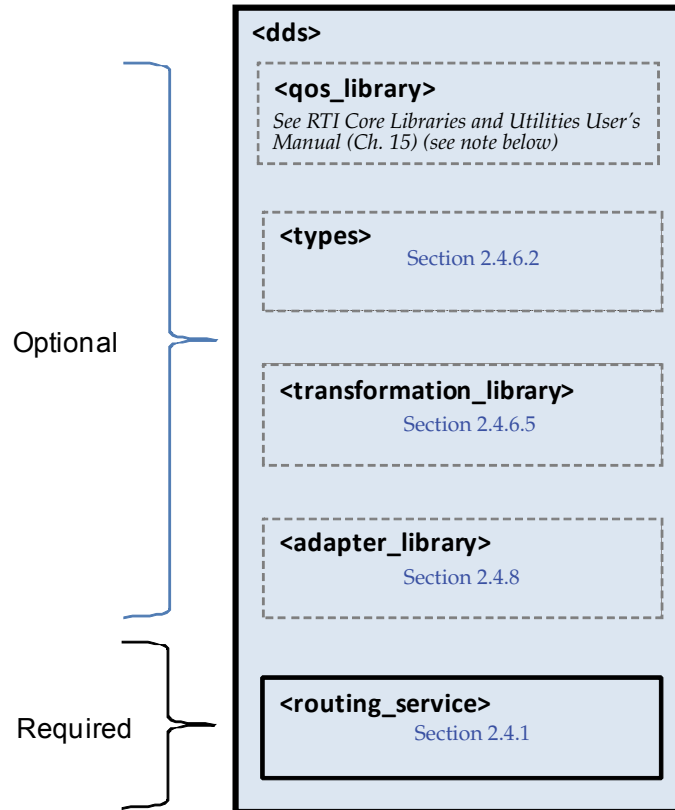 <dds>
<qos_library>
See RTI Core Libraries and Utilities User's
Manual (Ch. 15) (see note below)
<types>
Section 2.4.6.2
Optional
<transformation_library>
Section 2.4.6.5
<adapter_library>
Section 2.4.8
<routing_service>
Required
Section 2.4.1